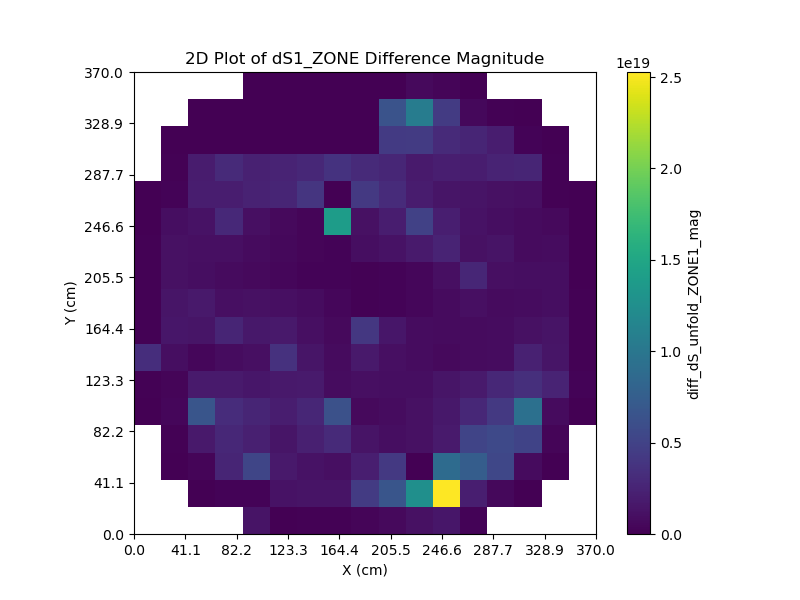 2D Plot of dS1_ZONE Difference Magnitude
1e19
370.0
328.9
287.7
246.6
205.5
164.4
123.3
82.2
41.1
0.0
Y (cm)
0.0 41.1 82.2 123.3 164.4 205.5 246.6 287.7 328.9 370.0
X (cm)
2.5
2.0
1.5
1.0
0.5
0.0
diff_dS_unfold_ZONE1_mag